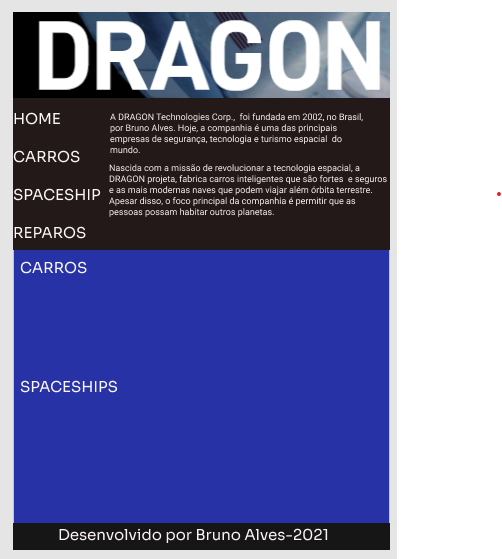 DRAGON
HOME
CARROS
SPACESHIP
REPAROS
A DRAGON Technologies Corp., foi fundada em 2002, no Brasil,
por Bruno Alves. Hoje, a companhia é uma das principais
empresas de segurança, tecnologia e turismo espacial do
mundo.
Nascida com a missão de revolucionar a tecnologia espacial, a
DRAGON projeta, fabrica carros inteligentes que são fortes e seguros
e as mais modernas naves que podem viajar além órbita terrestre.
Apesar disso, o foco principal da companhia é permitir que as
pessoas possam habitar outros planetas.
CARROS
SPACESHIPS
Desenvolvido por Bruno Alves-2021